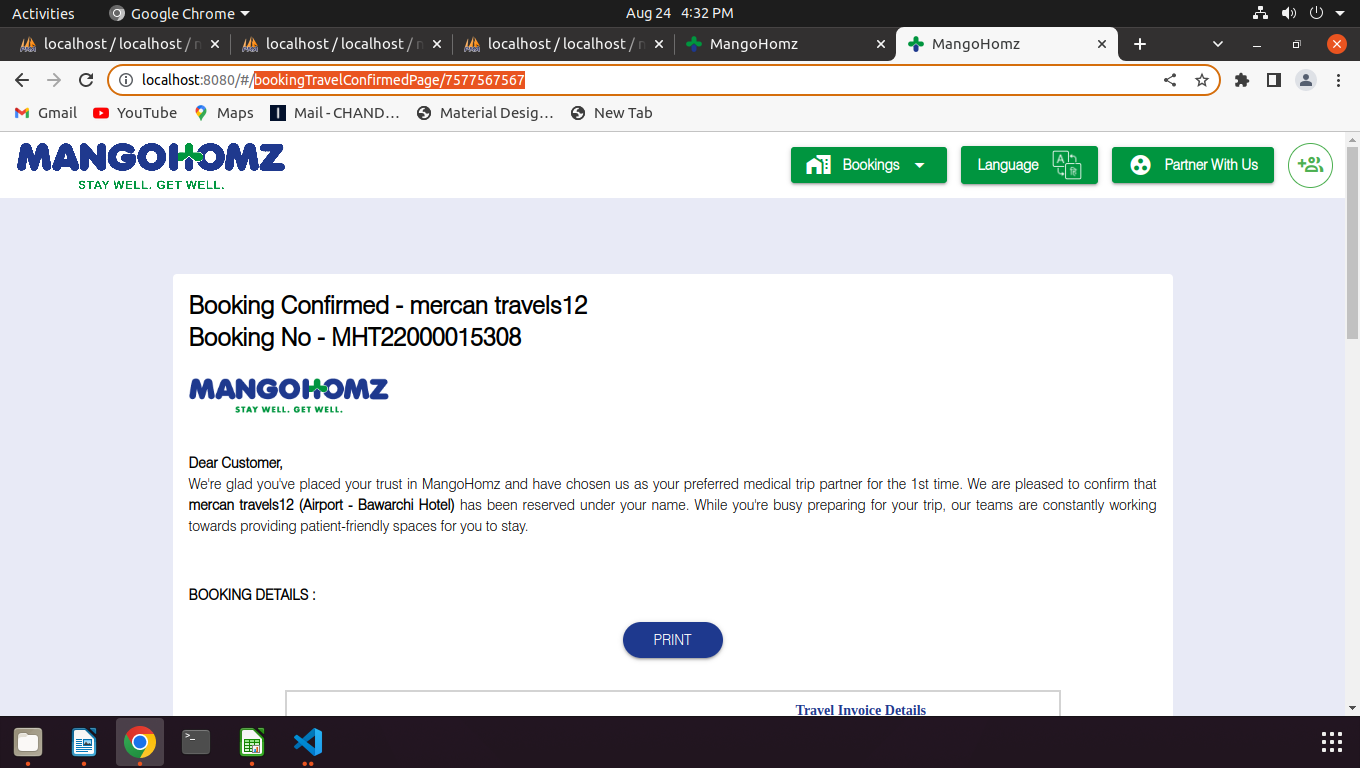 Activities Google Chrome Aug 24 4:32 PM
localhost / localhost / localhost / localhost / localhost / localhost / MangoHomz MangoHomz
localhost:8080/#/bookingTravelConfirmedPage/7577567567
Gmail YouTube Maps Mail - CHAND… Material Desig… New Tab
MANGOHOMZ
STAY WELL. GET WELL.
Bookings Language Partner With Us
Booking Confirmed - mercan travels12
Booking No - MHT22000015308
MANGOHOMZ
STAY WELL. GET WELL.
Dear Customer,
We're glad you've placed your trust in MangoHomz and have chosen us as your preferred medical trip partner for the 1st time. We are pleased to confirm that
mercan travels12 (Airport - Bawarchi Hotel) has been reserved under your name. While you're busy preparing for your trip, our teams are constantly working
towards providing patient-friendly spaces for you to stay.
BOOKING DETAILS :
PRINT
Travel Invoice Details